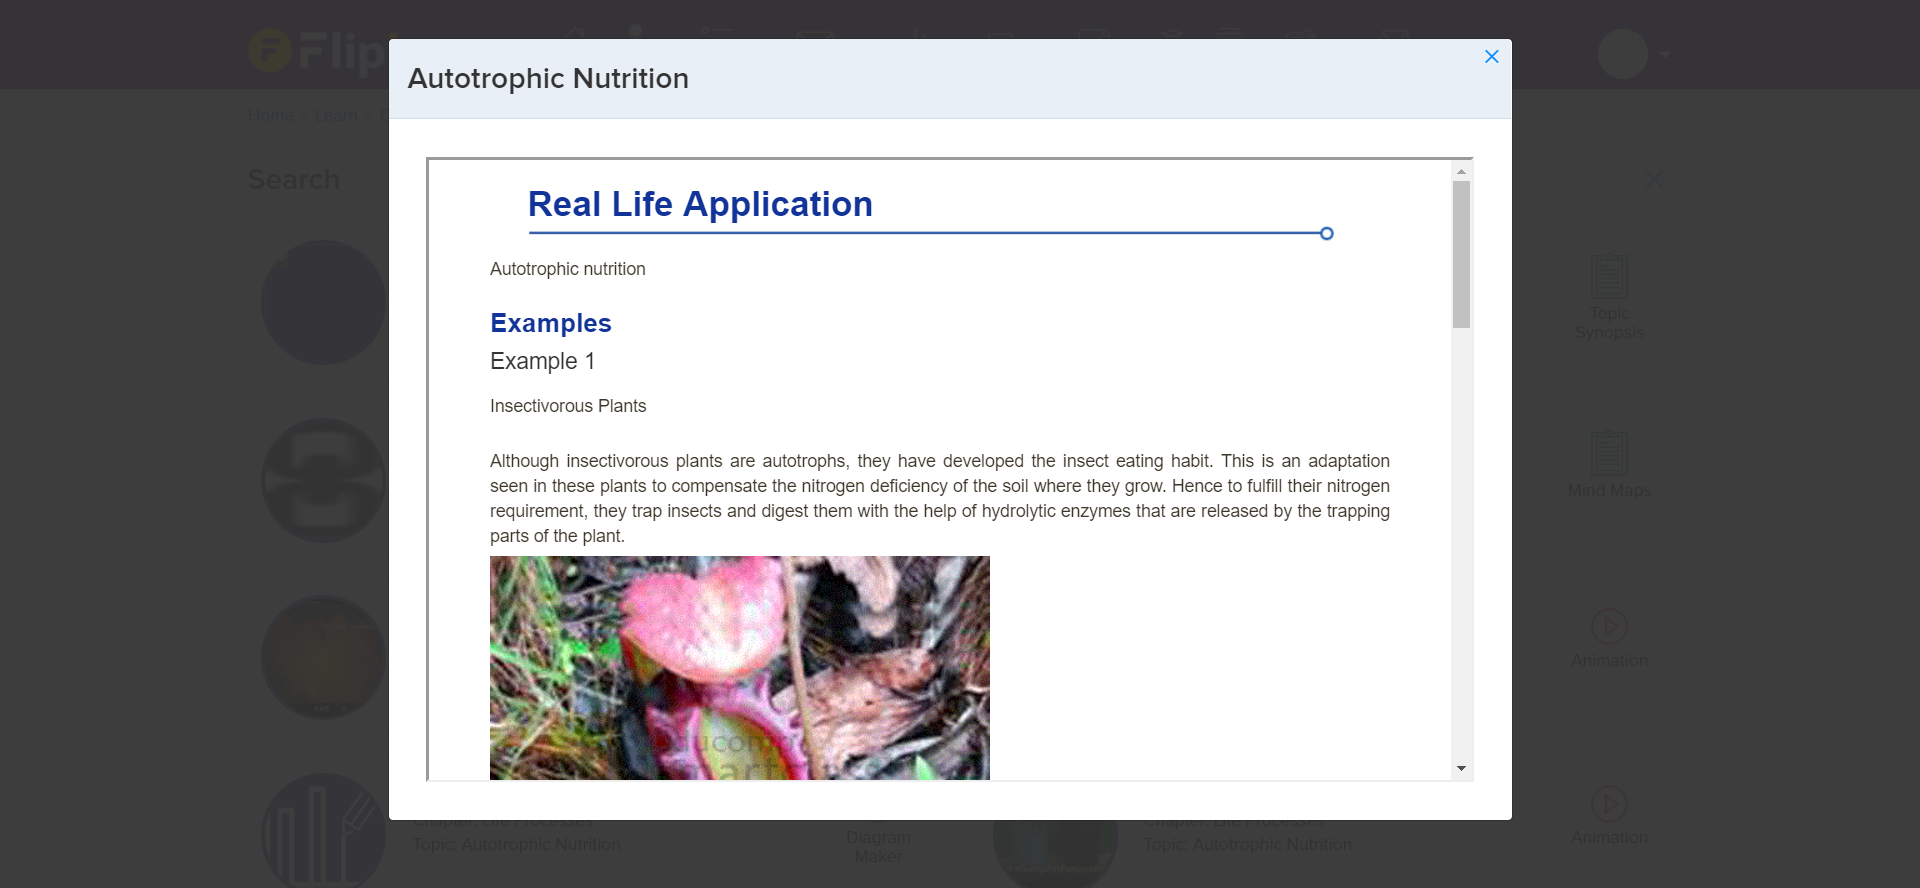 Flip
Autotrophic Nutrition
Home › Learn ›
Search
Real Life Application
Autotrophic nutrition
Examples
Example 1
Insectivorous Plants
Although insectivorous plants are autotrophs, they have developed the insect eating habit. This is an adaptation
seen in these plants to compensate the nitrogen deficiency of the soil where they grow. Hence to fulfill their nitrogen
requirement, they trap insects and digest them with the help of hydrolytic enzymes that are released by the trapping
parts of the plant.
Topic
Synopsis
Mind Maps
Animation
Chapter: Life Processes
Topic: Autotrophic Nutrition
Diagram
Maker
Chapter: Life Processes
Topic: Autotrophic Nutrition
Animation